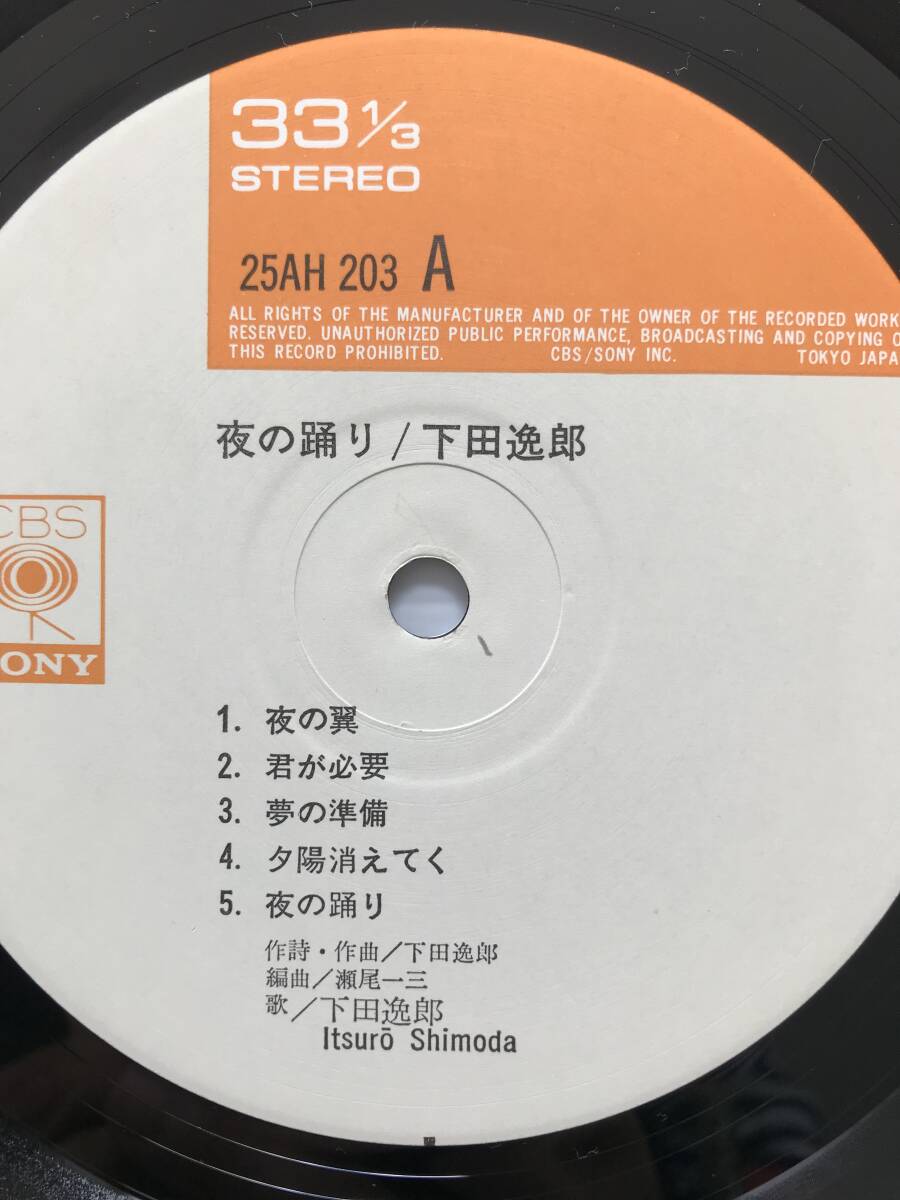 33 1/3
STEREO
25AH 203 A
ALL RIGHTS OF THE MANUFACTURER AND OF THE OWNER OF THE RECORDED WORK
RESERVED. UNAUTHORIZED PUBLIC PERFORMANCE, BROADCASTING AND COPYING O
THIS RECORD PROHIBITED. CBS/SONY INC. TOKYO JAPA
夜の踊り/下田逸郎
CBS
SONY
1. 夜の翼
2. 君が必要
3. 夢の準備
4. 夕陽消えてく
5. 夜の踊り
作詩・作曲/下田逸郎
編曲/瀬尾一三
歌/下田逸郎
Itsurō Shimoda